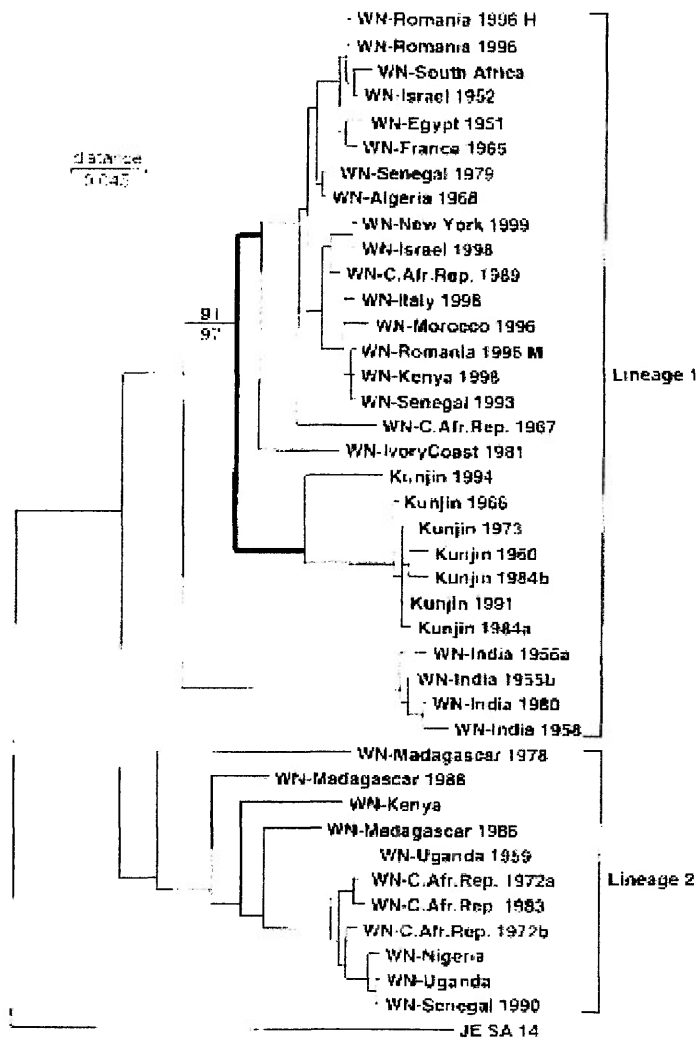 WN-Romania 1996 H
WN-Romania 1996
WN-South Africa
WN-Israel 1952
WN-Egypt 1951
WN-France 1965
distance
WN-Senegal 1979
WN-Algeria 1968
WN-New York 1999
WN-Israel 1998
WN-C.Afr.Rep. 1989
WN-Italy 1998
91
97
WN-Morocco 1996
WN-Romania 1996 M
Lineage 1
WN-Kenya 1998
WN-Senegal 1993
WN-C.Afr.Rep. 1967
WN-IvoryCoast 1981
Kunjin 1994
Kunjin 1966
Kunjin 1973
Kunjin 1960
Kunjin 1984b
Kunjin 1991
Kunjin 1984a
WN-India 1955a
WN-India 1955b
WN-India 1980
WN-India 1958
WN-Madagascar 1978
WN-Madagascar 1988
WN-Kenya
WN-Madagascar 1986
WN-Uganda 1959
WN-C.Afr.Rep. 1972a
Lineage 2
WN-C.Afr.Rep 1983
WN-C.Afr.Rep. 1972b
WN-Nigeria
WN-Uganda
WN-Senegal 1990
JE SA 14